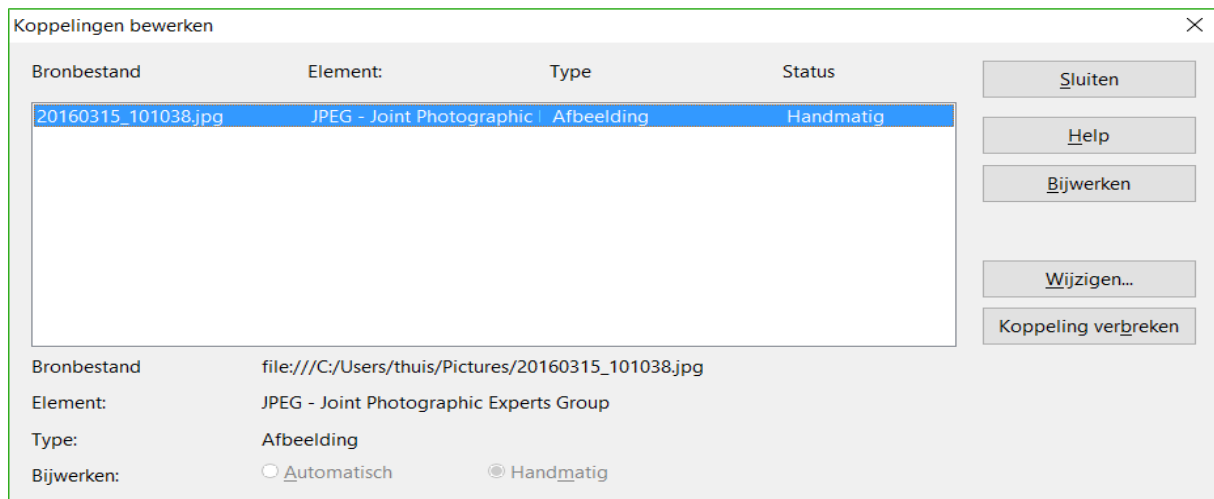 Koppelingen bewerken
Bronbestand Element: Type Status
20160315_101038.jpg JPEG - Joint Photographic Afbeelding Handmatig
Sluiten
Help
Bijwerken
Wijzigen...
Koppeling verbreken
Bronbestand file:///C:/Users/thuis/Pictures/20160315_101038.jpg
Element: JPEG - Joint Photographic Experts Group
Type: Afbeelding
Bijwerken: Automatisch Handmatig